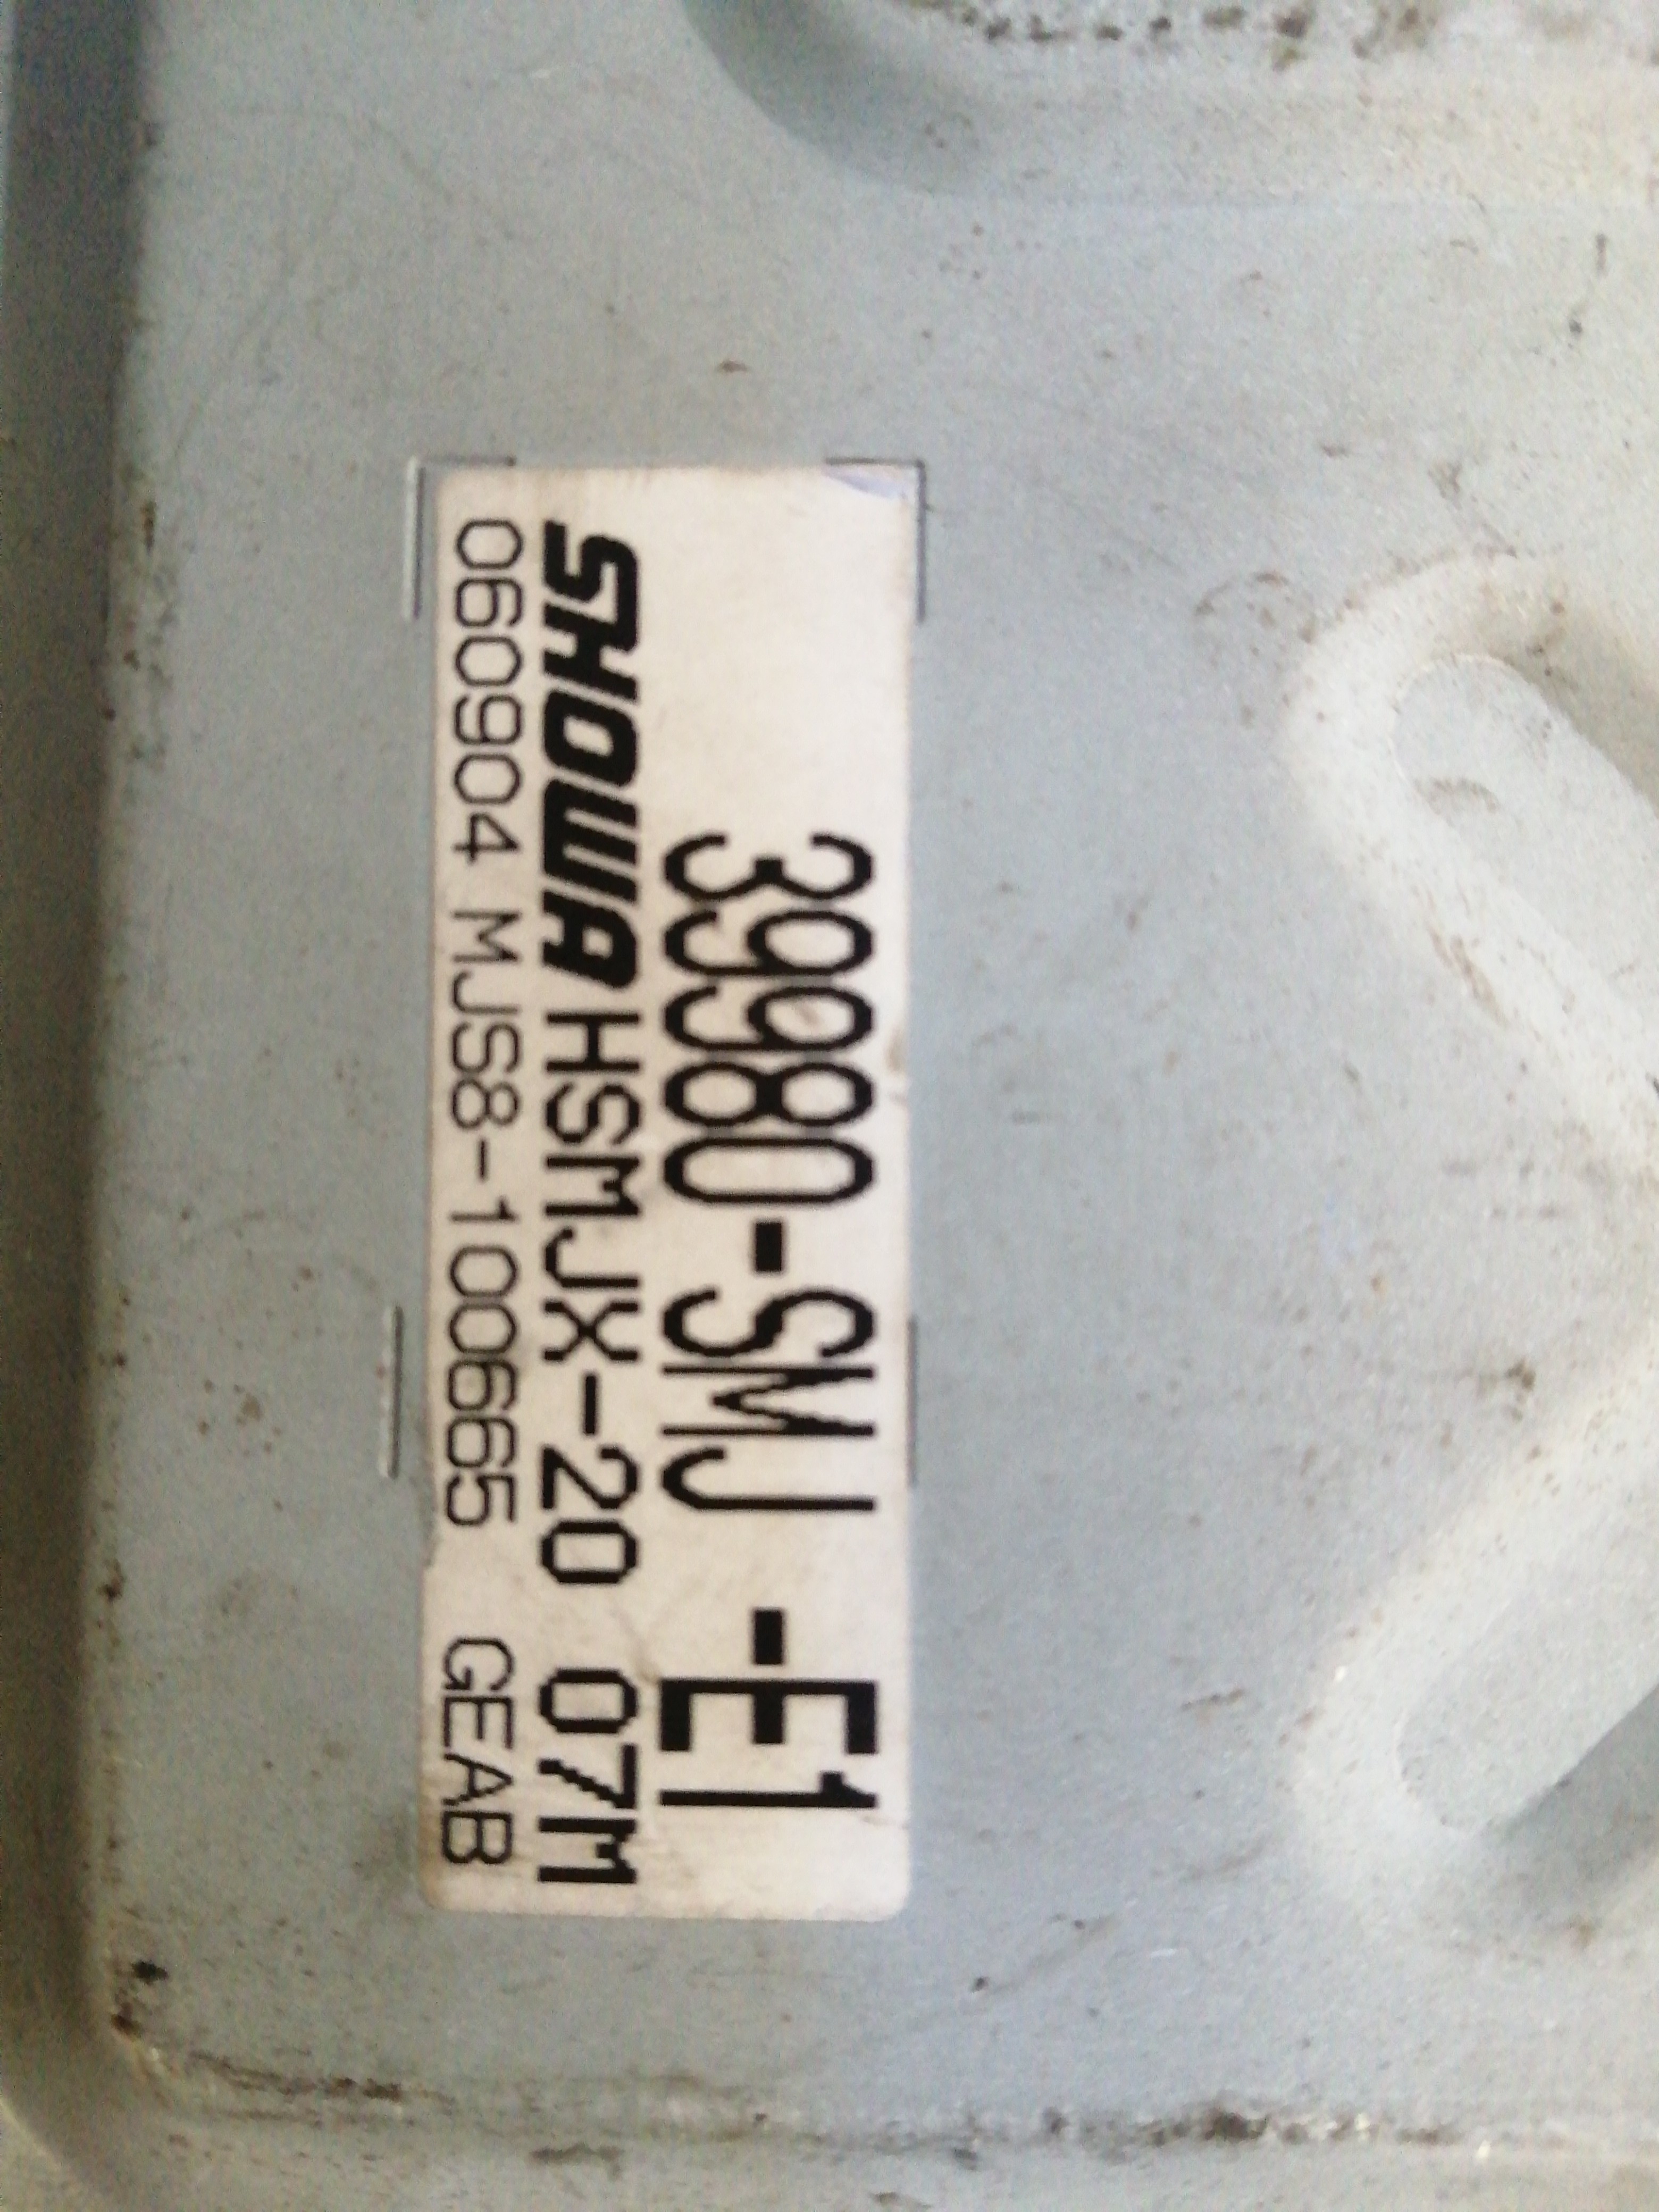 39980-SMJ -E1
SHOWA HSMJX-20 07M
060904 MJS8-100665 GEAB